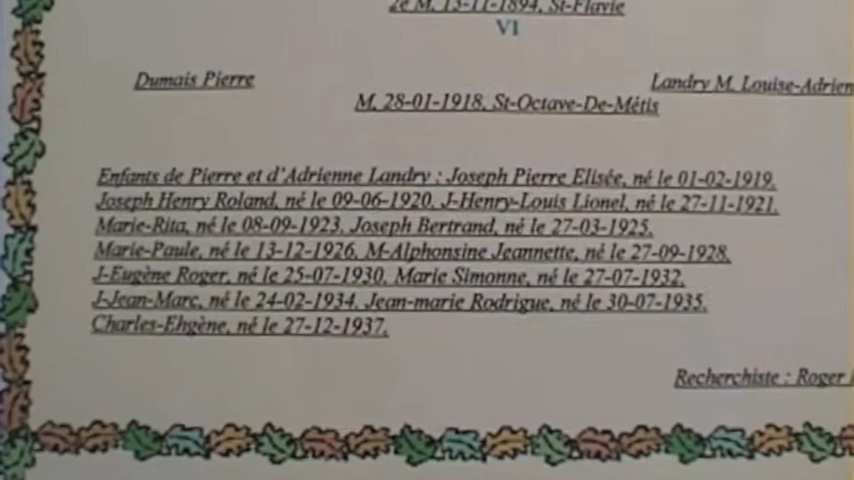 2e M, 13-11-1894, St-Flavie
VI
Dumais Pierre
Landry M. Louise-Adrien
M, 28-01-1918, St-Octave-De-Métis
Enfants de Pierre et d'Adrienne Landry : Joseph Pierre Elisée, né le 01-02-1919,
Joseph Henry Roland, né le 09-06-1920, J-Henry-Louis Lionel, né le 27-11-1921,
Marie-Rita, né le 08-09-1923, Joseph Bertrand, né le 27-03-1925,
Marie-Paule, né le 13-12-1926, M-Alphonsine Jeannette, né le 27-09-1928,
J-Eugène Roger, né le 25-07-1930, Marie Simonne, né le 27-07-1932,
J-Jean-Marc, né le 24-02-1934, Jean-marie Rodrigue, né le 30-07-1935,
Charles-Ehgène, né le 27-12-1937,
Recherchiste : Roger